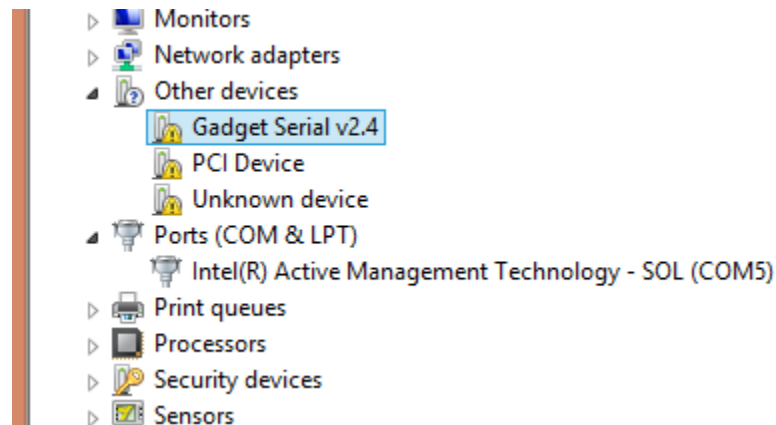 Monitors
Network adapters
Other devices
Gadget Serial v2.4
PCI Device
Unknown device
Ports (COM & LPT)
Intel(R) Active Management Technology - SOL (COM5)
Print queues
Processors
Security devices
Sensors